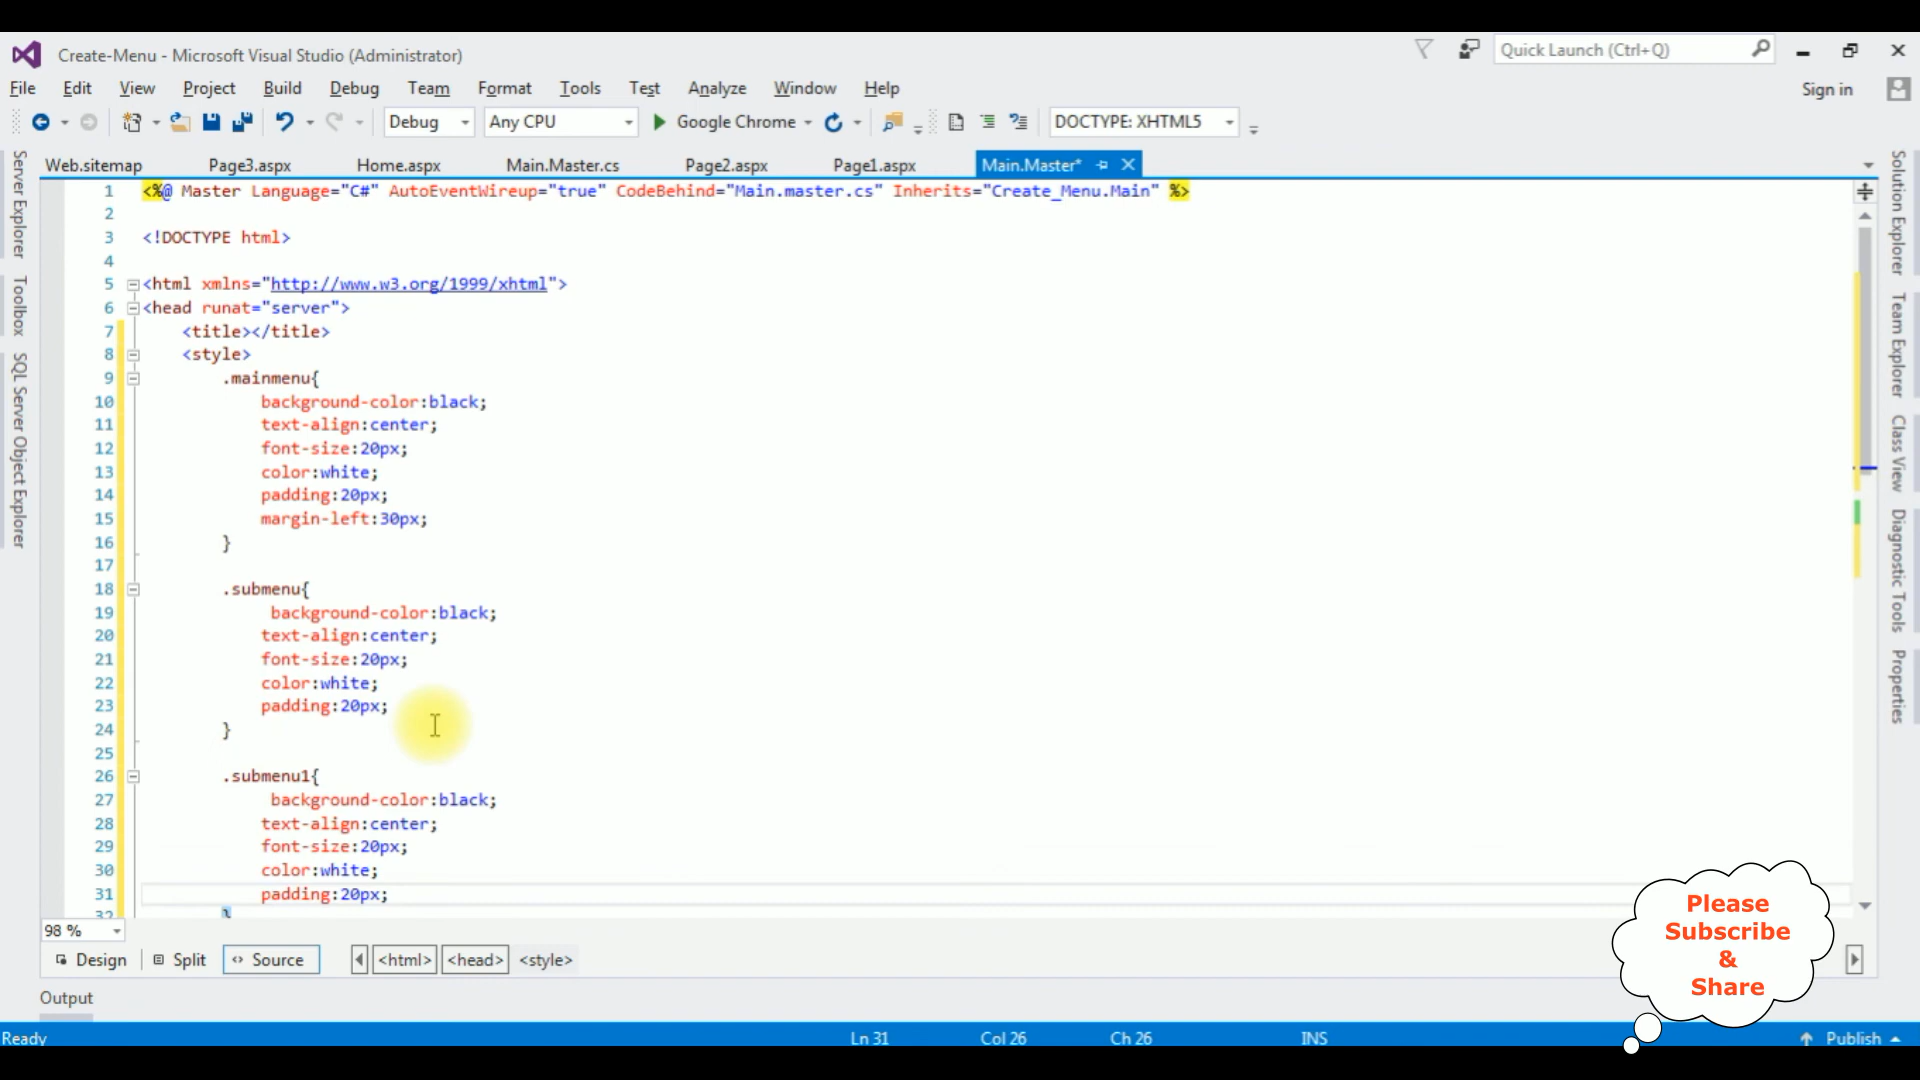 Create-Menu - Microsoft Visual Studio (Administrator)
Quick Launch (Ctrl+Q)
File Edit View Project Build Debug Team Format Tools Test Analyze Window Help
Sign in
Debug Any CPU Google Chrome DOCTYPE: XHTML5
Web.sitemap Page3.aspx Home.aspx Main.Master.cs Page2.aspx Page1.aspx Main.Master*
Server Explorer
Toolbox
SQL Server Object Explorer
1 <%@ Master Language="C#" AutoEventWireup="true" CodeBehind="Main.master.cs" Inherits="Create_Menu.Main" %>
2
3 <!DOCTYPE html>
4
5 <html xmlns="http://www.w3.org/1999/xhtml">
6 <head runat="server">
7 <title></title>
8 <style>
9 .mainmenu{
10 background-color:black;
11 text-align:center;
12 font-size:20px;
13 color:white;
14 padding:20px;
15 margin-left:30px;
16 }
17
18 .submenu{
19 background-color:black;
20 text-align:center;
21 font-size:20px;
22 color:white;
23 padding:20px;
24 }
25
26 .submenu1{
27 background-color:black;
28 text-align:center;
29 font-size:20px;
30 color:white;
31 padding:20px;
32 }
Solution Explorer
Team Explorer
Class View
Diagnostic Tools
Properties
98 %
Design Split Source <html> <head> <style>
Output
Ready Ln 31 Col 26 Ch 26 INS Publish
Please
Subscribe
&
Share